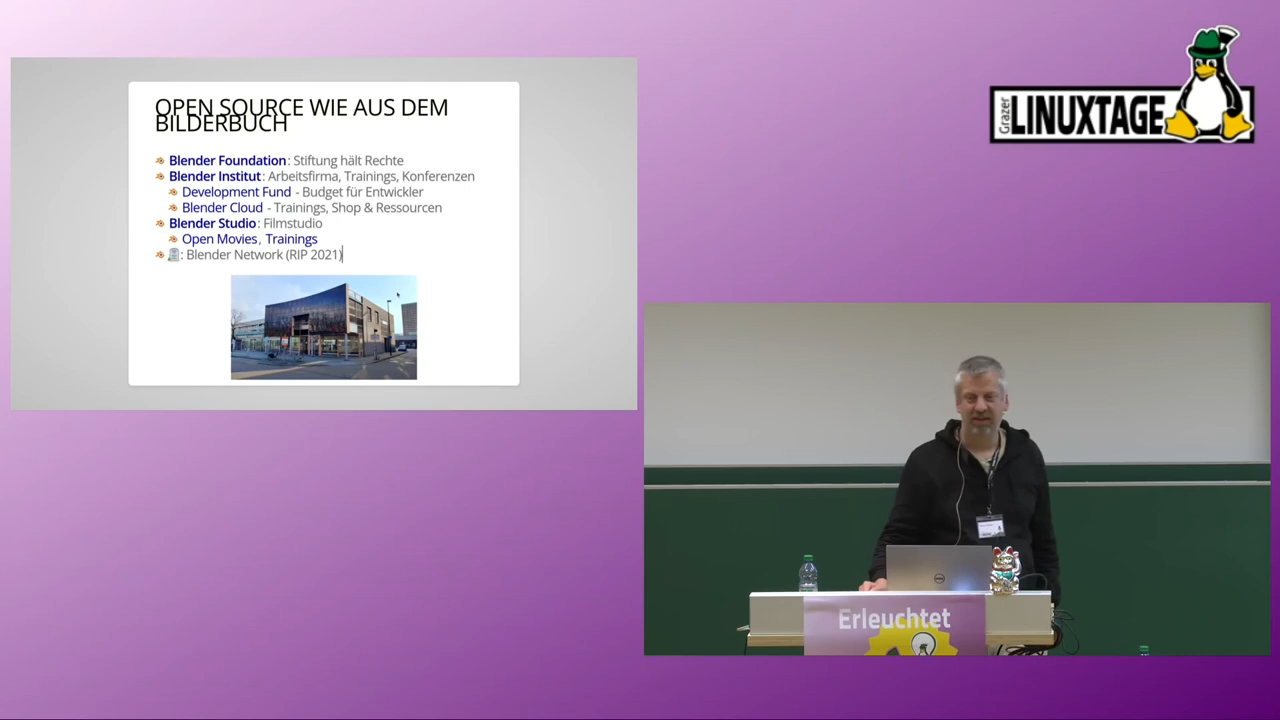 OPEN SOURCE WIE AUS DEM
BILDERBUCH
Blender Foundation: Stiftung hält Rechte
Blender Institut: Arbeitsfirma, Trainings, Konferenzen
Development Fund - Budget für Entwickler
Blender Cloud - Trainings, Shop & Ressourcen
Blender Studio: Filmstudio
Open Movies, Trainings
: Blender Network (RIP 2021)
Grazer
LINUXTAGE
DELL
Erleuchtet